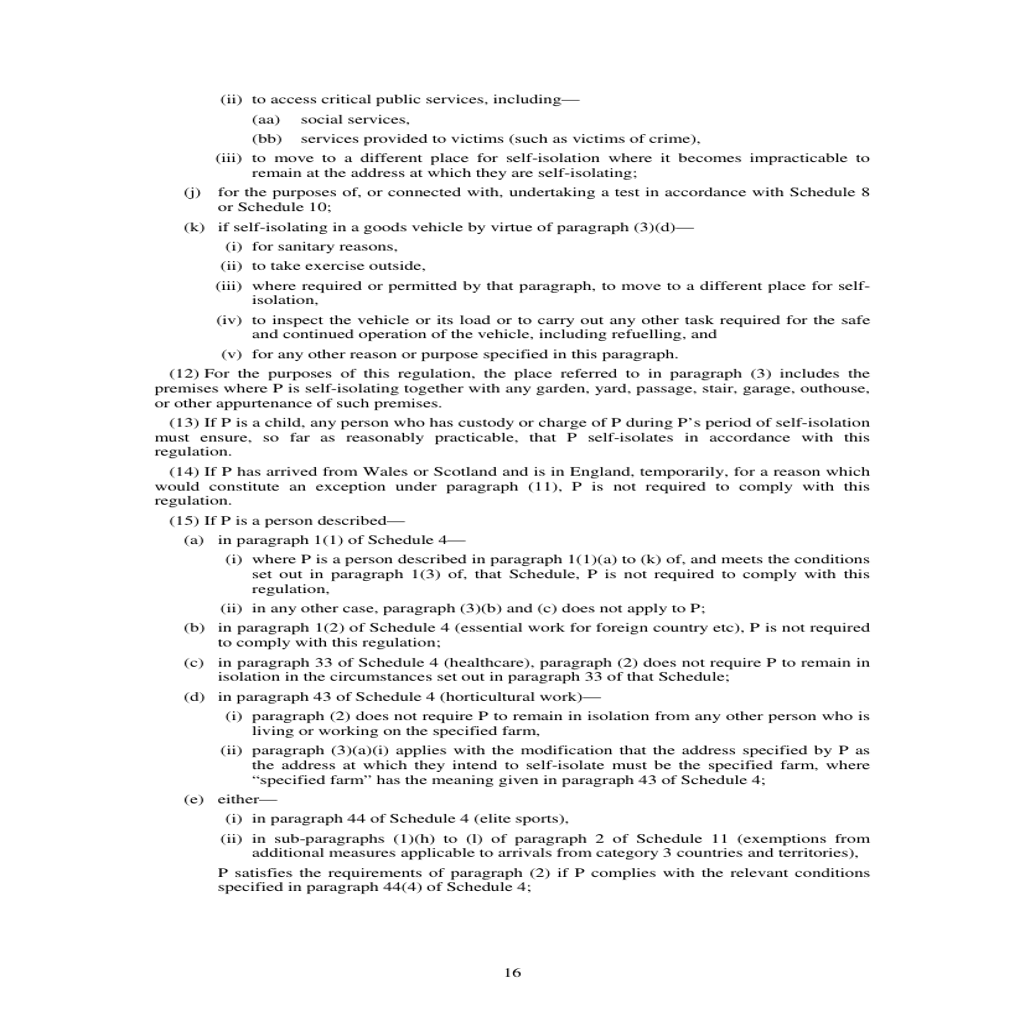 (ii) to access critical public services, including—
(aa) social services,
(bb) services provided to victims (such as victims of crime),
(iii) to move to a different place for self-isolation where it becomes impracticable to
remain at the address at which they are self-isolating;
(j) for the purposes of, or connected with, undertaking a test in accordance with Schedule 8
or Schedule 10;
(k) if self-isolating in a goods vehicle by virtue of paragraph (3)(d)—
(i) for sanitary reasons,
(ii) to take exercise outside,
(iii) where required or permitted by that paragraph, to move to a different place for self-
isolation,
(iv) to inspect the vehicle or its load or to carry out any other task required for the safe
and continued operation of the vehicle, including refuelling, and
(v) for any other reason or purpose specified in this paragraph.
(12) For the purposes of this regulation, the place referred to in paragraph (3) includes the
premises where P is self-isolating together with any garden, yard, passage, stair, garage, outhouse,
or other appurtenance of such premises.
(13) If P is a child, any person who has custody or charge of P during P’s period of self-isolation
must ensure, so far as reasonably practicable, that P self-isolates in accordance with this
regulation.
(14) If P has arrived from Wales or Scotland and is in England, temporarily, for a reason which
would constitute an exception under paragraph (11), P is not required to comply with this
regulation.
(15) If P is a person described—
(a) in paragraph 1(1) of Schedule 4—
(i) where P is a person described in paragraph 1(1)(a) to (k) of, and meets the conditions
set out in paragraph 1(3) of, that Schedule, P is not required to comply with this
regulation,
(ii) in any other case, paragraph (3)(b) and (c) does not apply to P;
(b) in paragraph 1(2) of Schedule 4 (essential work for foreign country etc), P is not required
to comply with this regulation;
(c) in paragraph 33 of Schedule 4 (healthcare), paragraph (2) does not require P to remain in
isolation in the circumstances set out in paragraph 33 of that Schedule;
(d) in paragraph 43 of Schedule 4 (horticultural work)—
(i) paragraph (2) does not require P to remain in isolation from any other person who is
living or working on the specified farm,
(ii) paragraph (3)(a)(i) applies with the modification that the address specified by P as
the address at which they intend to self-isolate must be the specified farm, where
“specified farm” has the meaning given in paragraph 43 of Schedule 4;
(e) either—
(i) in paragraph 44 of Schedule 4 (elite sports),
(ii) in sub-paragraphs (1)(h) to (l) of paragraph 2 of Schedule 11 (exemptions from
additional measures applicable to arrivals from category 3 countries and territories),
P satisfies the requirements of paragraph (2) if P complies with the relevant conditions
specified in paragraph 44(4) of Schedule 4;
16